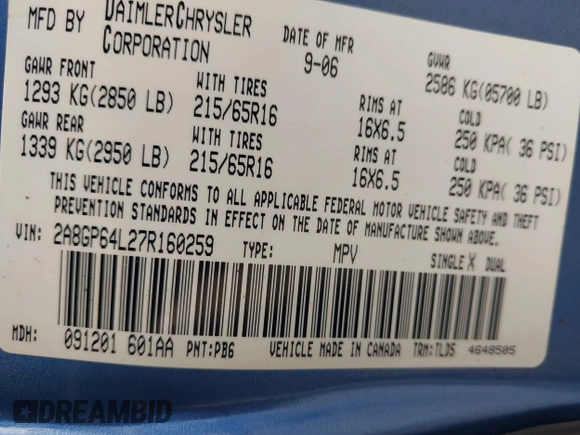 MFD BY DAIMLERCHRYSLER CORPORATION DATE OF MFR 9-06 GVWR 2586 KG(05700 LB)
GAWR FRONT WITH TIRES RIMS AT COLD
1293 KG(2850 LB) 215/65R16 16X6.5 250 KPA( 36 PSI)
GAWR REAR WITH TIRES RIMS AT COLD
1339 KG(2950 LB) 215/65R16 16X6.5 250 KPA( 36 PSI)
THIS VEHICLE CONFORMS TO ALL APPLICABLE FEDERAL MOTOR VEHICLE SAFETY AND THEFT
PREVENTION STANDARDS IN EFFECT ON THE DATE OF MANUFACTURE SHOWN ABOVE.
VIN: 2A8GP64L27R160259 TYPE: MPV SINGLE X DUAL
MDH: 091201 601AA PNT:PB6 VEHICLE MADE IN CANADA TRM:TLD5 4648505
DREAMBID